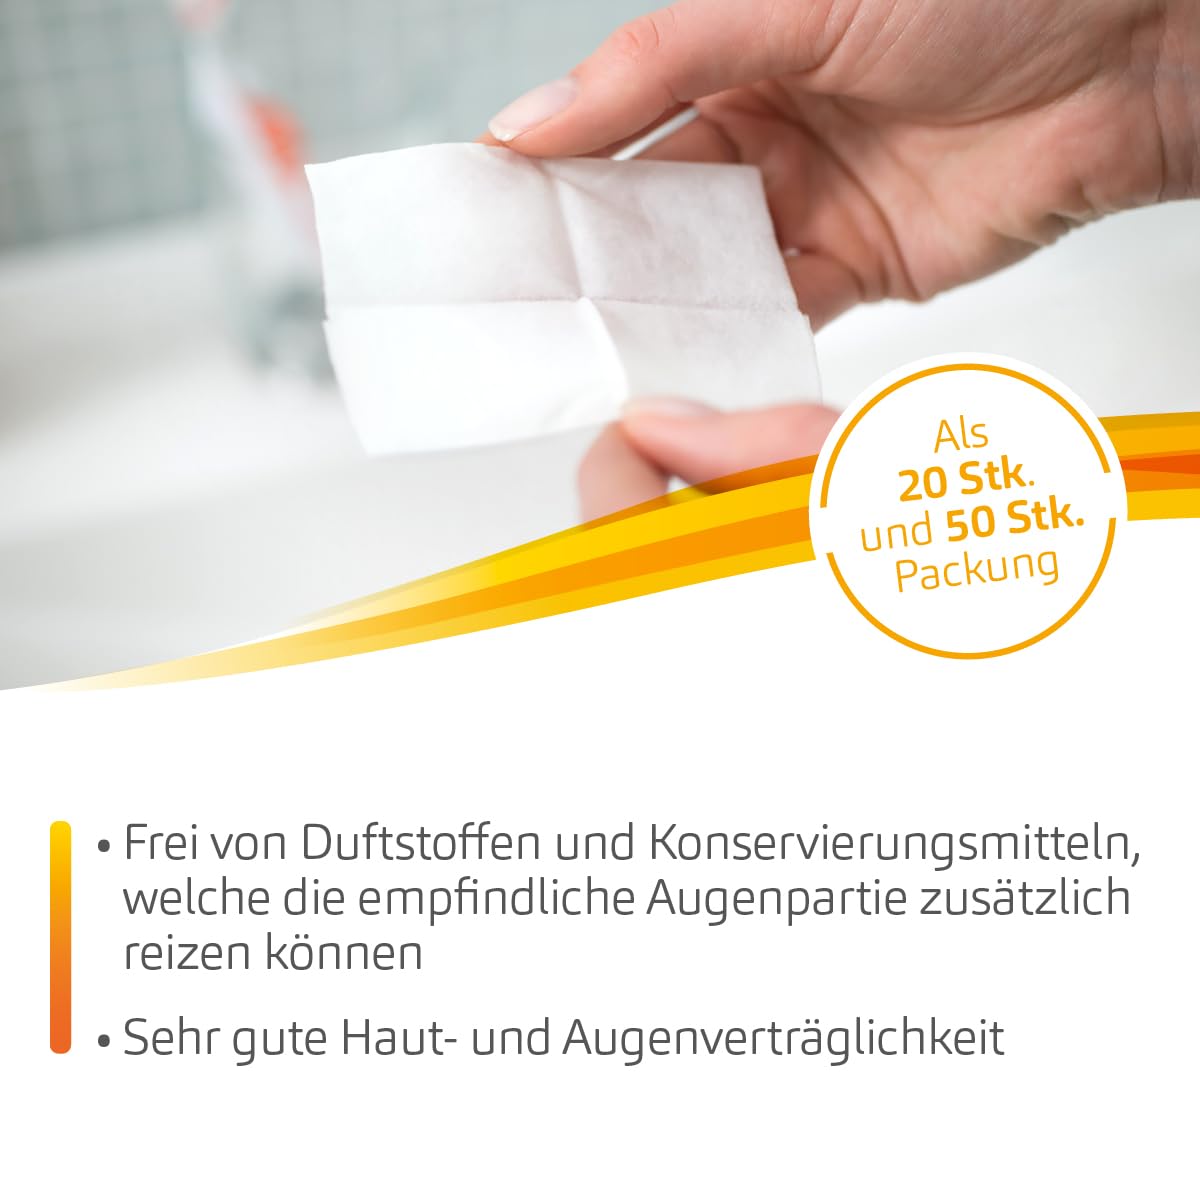 Als
20 Stk.
und 50 Stk.
Packung
• Frei von Duftstoffen und Konservierungsmitteln,
welche die empfindliche Augenpartie zusätzlich
reizen können
• Sehr gute Haut- und Augenverträglichkeit